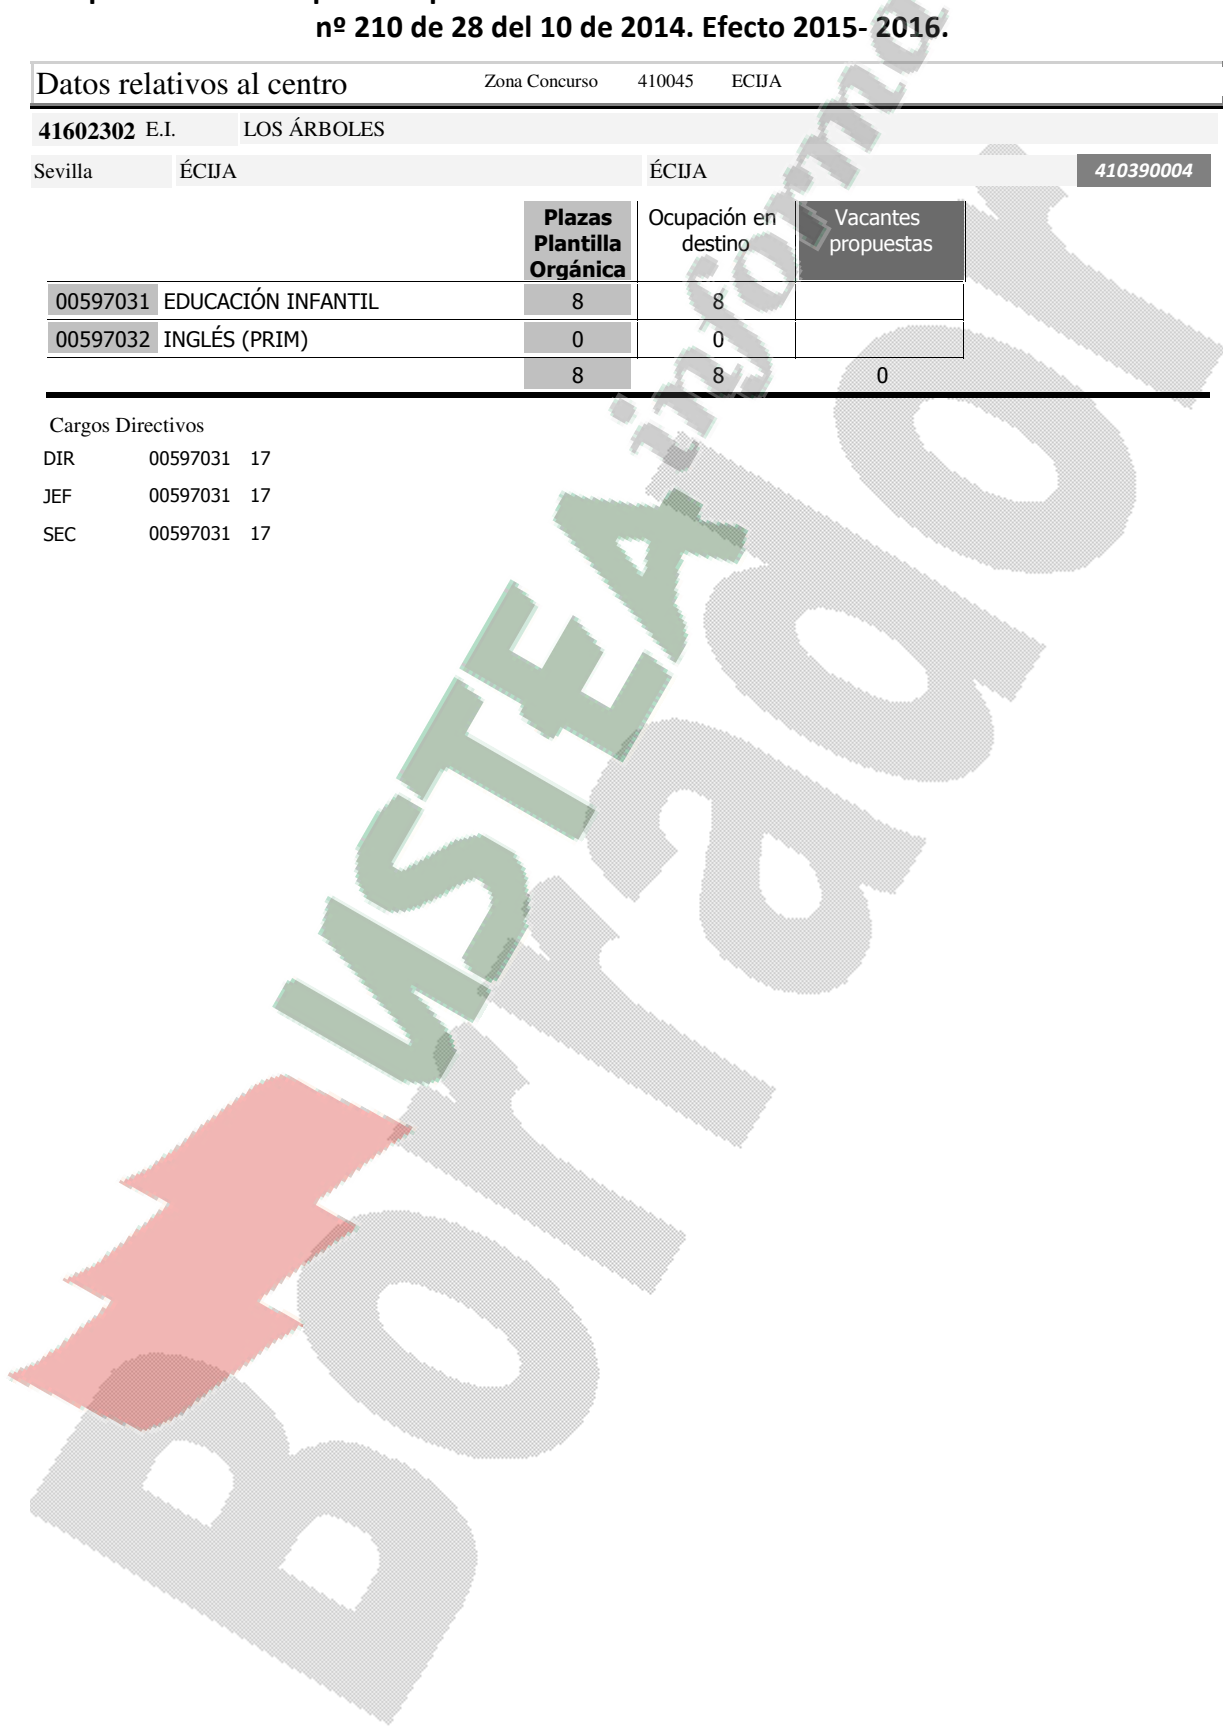 nº 210 de 28 del 10 de 2014. Efecto 2015- 2016.
Datos relativos al centro Zona Concurso 410045 ECIJA
41602302 E.I. LOS ÁRBOLES
Sevilla ÉCIJA ÉCIJA 410390004
Plazas Plantilla Orgánica Ocupación en destino Vacantes propuestas
00597031 EDUCACIÓN INFANTIL 8 8
00597032 INGLÉS (PRIM) 0 0
8 8 0
Cargos Directivos
DIR 00597031 17
JEF 00597031 17
SEC 00597031 17
USTEA informa
Borrador